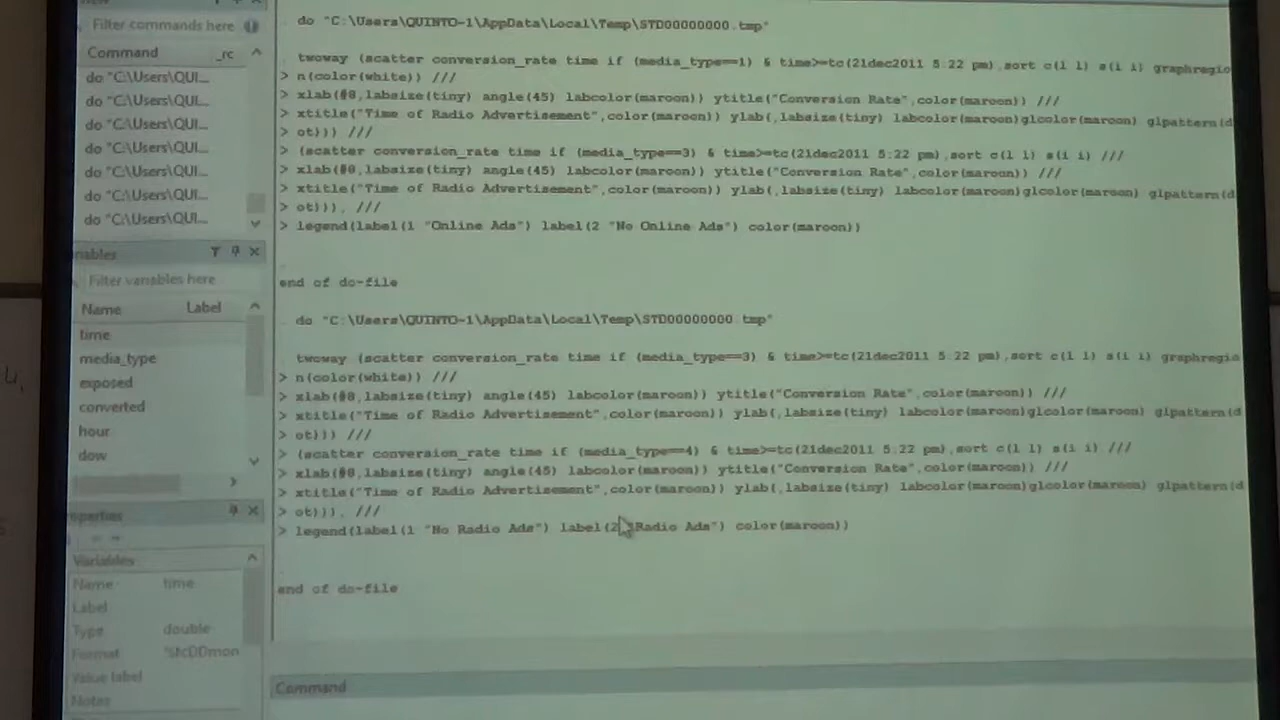 Filter commands here
Command _rc
do "C:\Users\QUI...
do "C:\Users\QUI...
do "C:\Users\QUI...
do "C:\Users\QUI...
do "C:\Users\QUI...
do "C:\Users\QUI...
do "C:\Users\QUI...
Filter variables here
Name Label
time
media_type
exposed
converted
hour
dow
Variables
Name time
Label
Type double
Format
Value label
Notes
. do "C:\Users\QUINTO~1\AppData\Local\Temp\STD00000000.tmp"
. twoway (scatter conversion_rate time if (media_type==1) & time>=tc(21dec2011 5:22 pm),sort c(l l) s(i i) graphregio
> n(color(white)) ///
> xlab(#8,labsize(tiny) angle(45) labcolor(maroon)) ytitle("Conversion Rate",color(maroon)) ///
> xtitle("Time of Radio Advertisement",color(maroon)) ylab(,labsize(tiny) labcolor(maroon)glcolor(maroon) glpattern(d
> ot))) ///
> (scatter conversion_rate time if (media_type==3) & time>=tc(21dec2011 5:22 pm),sort c(l l) s(i i) ///
> xlab(#8,labsize(tiny) angle(45) labcolor(maroon)) ytitle("Conversion Rate",color(maroon)) ///
> xtitle("Time of Radio Advertisement",color(maroon)) ylab(,labsize(tiny) labcolor(maroon)glcolor(maroon) glpattern(d
> ot))), ///
> legend(label(1 "Online Ads") label(2 "No Online Ads") color(maroon))
end of do-file
. do "C:\Users\QUINTO~1\AppData\Local\Temp\STD00000000.tmp"
. twoway (scatter conversion_rate time if (media_type==3) & time>=tc(21dec2011 5:22 pm),sort c(l l) s(i i) graphregio
> n(color(white)) ///
> xlab(#8,labsize(tiny) angle(45) labcolor(maroon)) ytitle("Conversion Rate",color(maroon)) ///
> xtitle("Time of Radio Advertisement",color(maroon)) ylab(,labsize(tiny) labcolor(maroon)glcolor(maroon) glpattern(d
> ot))) ///
> (scatter conversion_rate time if (media_type==4) & time>=tc(21dec2011 5:22 pm),sort c(l l) s(i i) ///
> xlab(#8,labsize(tiny) angle(45) labcolor(maroon)) ytitle("Conversion Rate",color(maroon)) ///
> xtitle("Time of Radio Advertisement",color(maroon)) ylab(,labsize(tiny) labcolor(maroon)glcolor(maroon) glpattern(d
> ot))), ///
> legend(label(1 "No Radio Ads") label(2 "Radio Ads") color(maroon))
end of do-file
Command